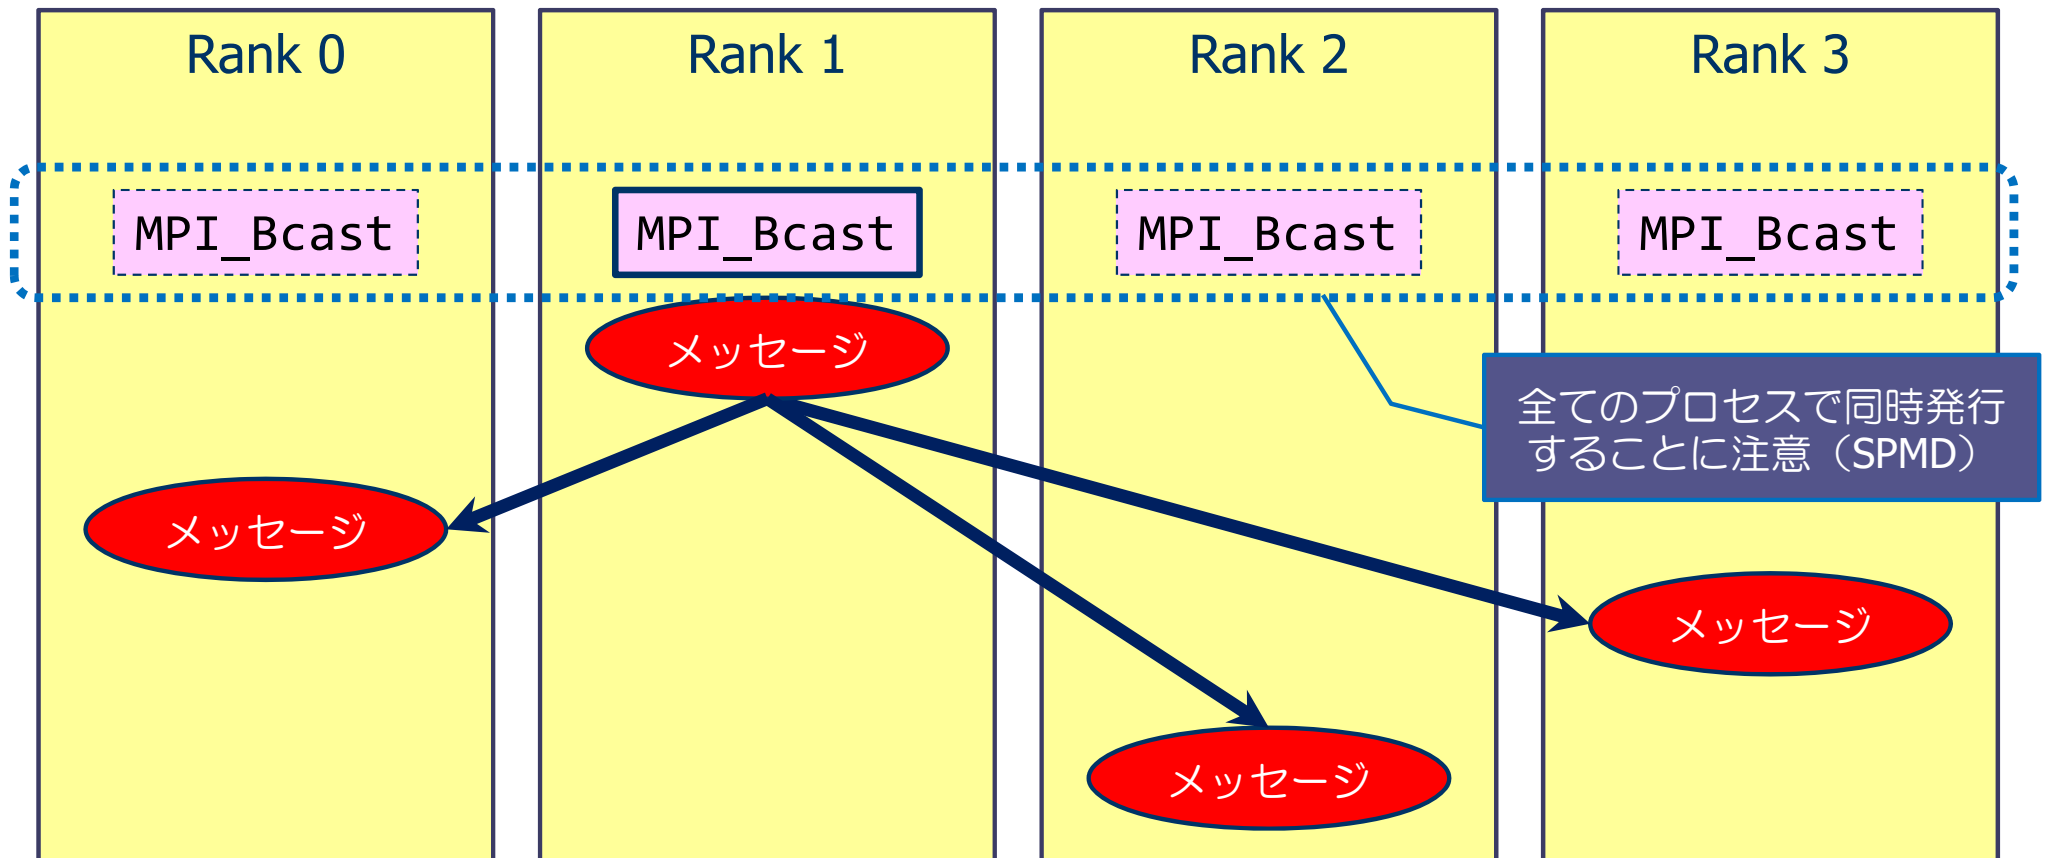 Rank 0
Rank 1
Rank 2
Rank 3
MPI_Bcast
MPI_Bcast
MPI_Bcast
MPI_Bcast
メッセージ
全てのプロセスで同時発行
することに注意（SPMD）
メッセージ
メッセージ
メッセージ